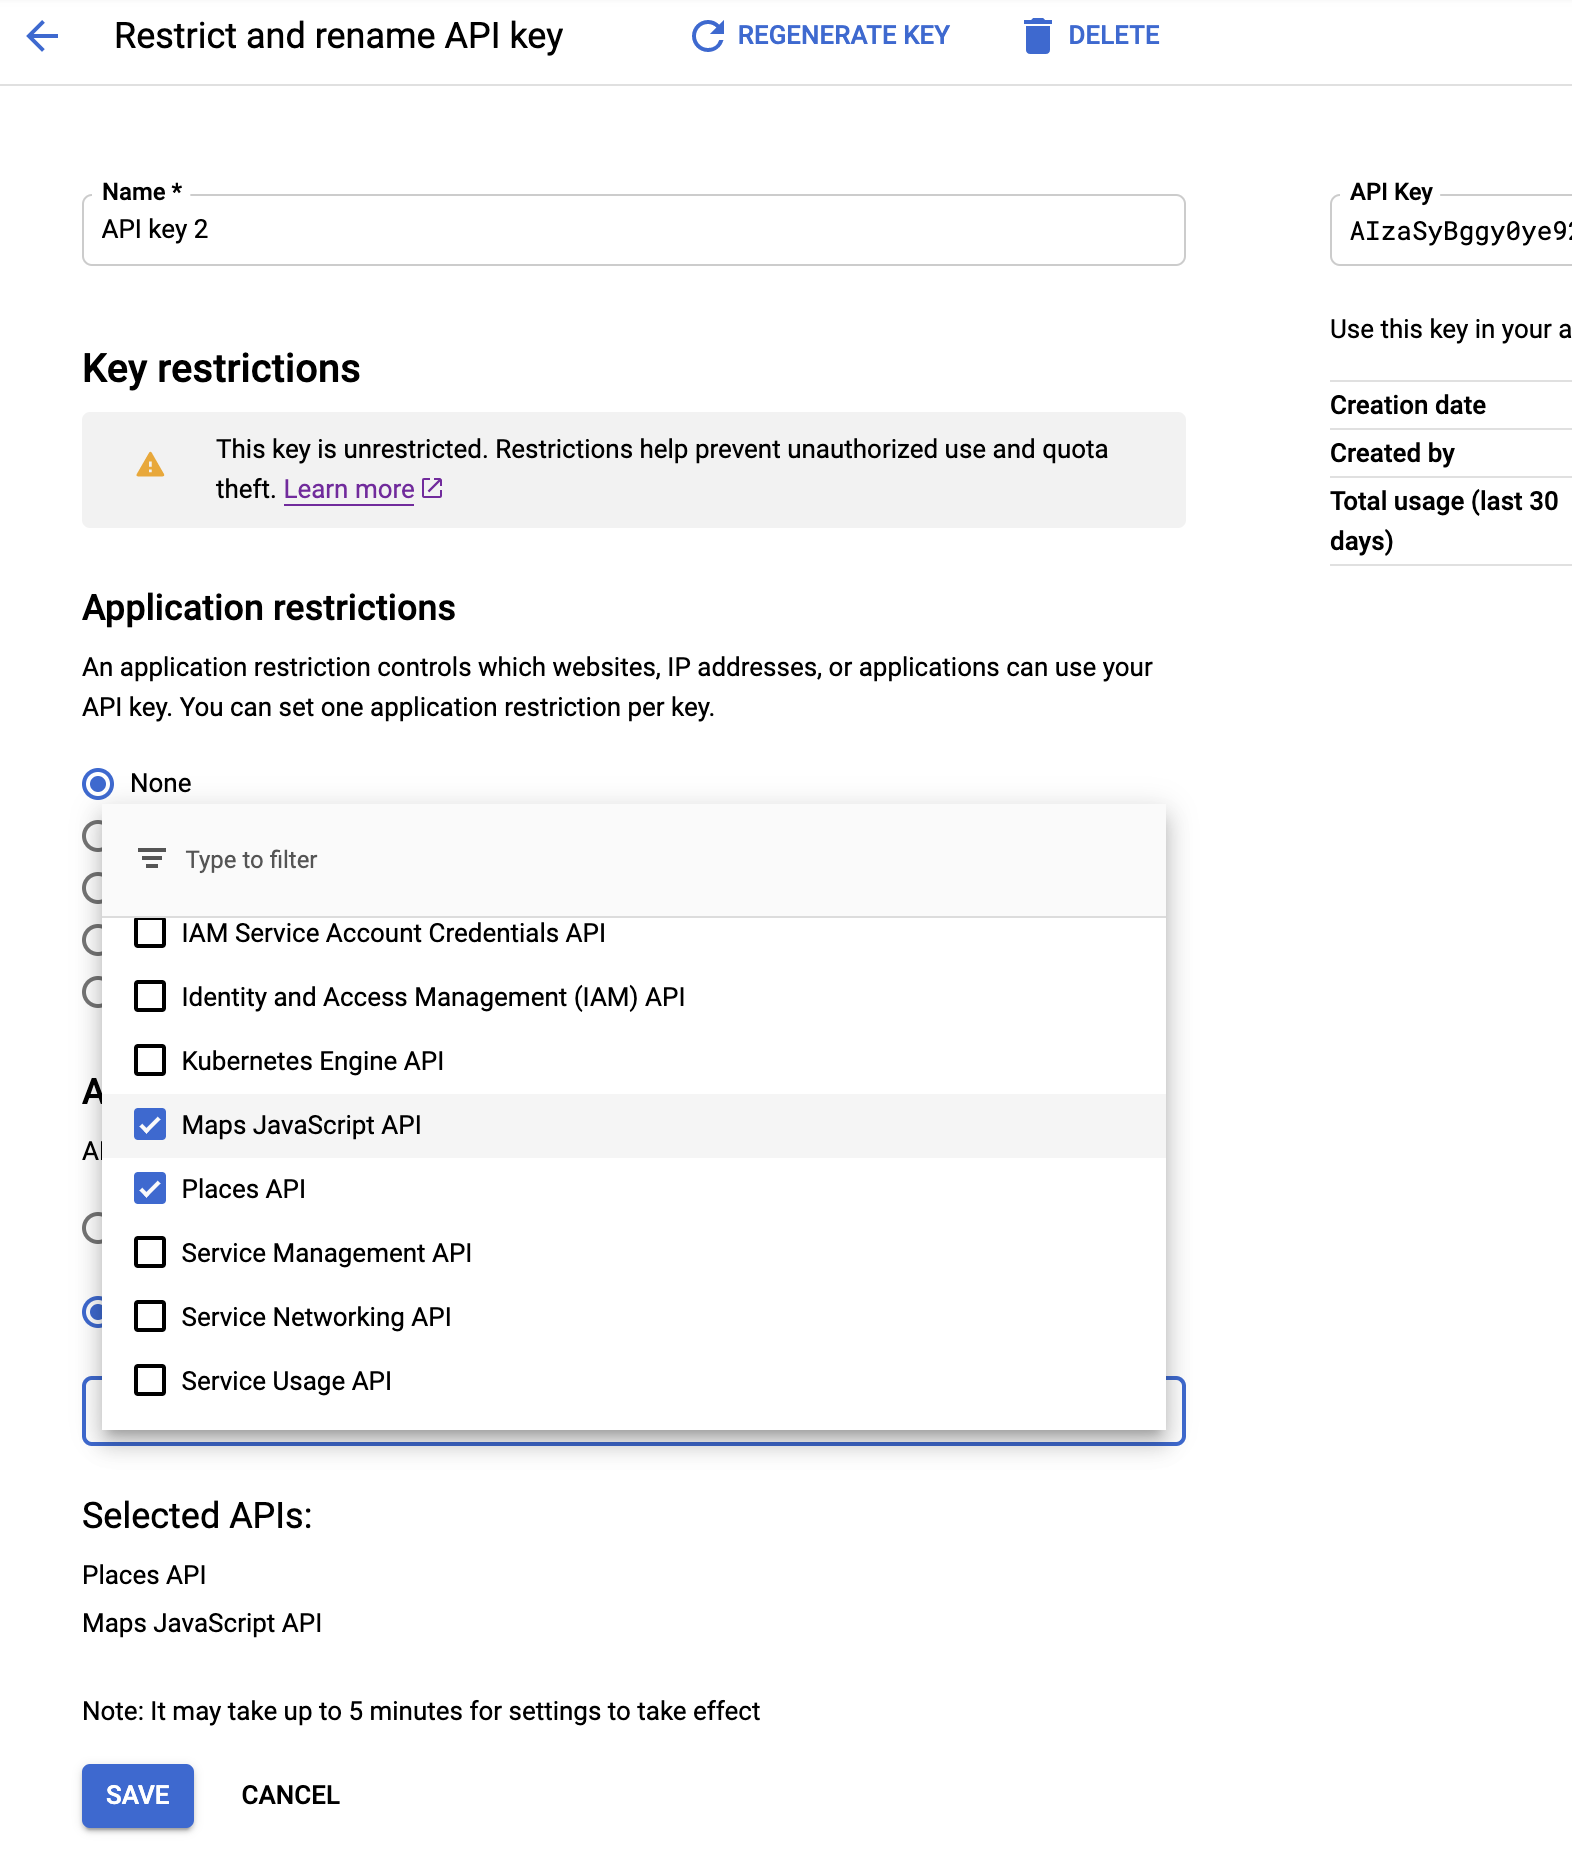 Restrict and rename API key
REGENERATE KEY
DELETE
Name *
API key 2
API Key
AIzaSyBggy0ye92
Use this key in your a
Creation date
Created by
Total usage (last 30
days)
Key restrictions
This key is unrestricted. Restrictions help prevent unauthorized use and quota
theft. Learn more
Application restrictions
An application restriction controls which websites, IP addresses, or applications can use your
API key. You can set one application restriction per key.
None
Type to filter
IAM Service Account Credentials API
Identity and Access Management (IAM) API
Kubernetes Engine API
Maps JavaScript API
Places API
Service Management API
Service Networking API
Service Usage API
Selected APIs:
Places API
Maps JavaScript API
Note: It may take up to 5 minutes for settings to take effect
SAVE
CANCEL